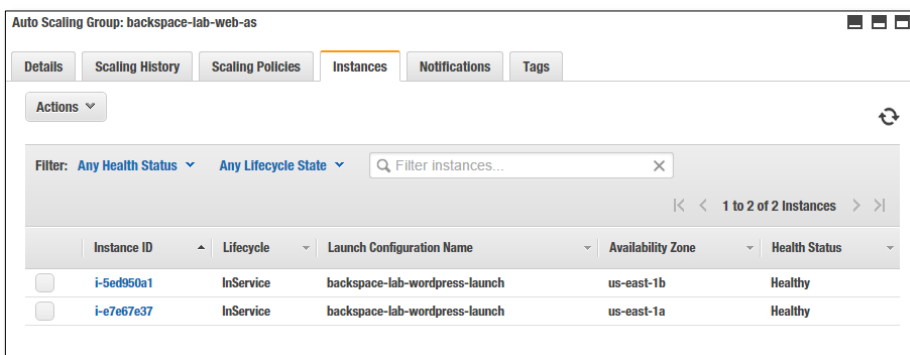 Auto Scaling Group: backspace-lab-web-as
Details Scaling History Scaling Policies Instances Notifications Tags
Actions
Filter: Any Health Status Any Lifecycle State Filter instances...
1 to 2 of 2 Instances
Instance ID Lifecycle Launch Configuration Name Availability Zone Health Status
i-5ed950a1 InService backspace-lab-wordpress-launch us-east-1b Healthy
i-e7e67e37 InService backspace-lab-wordpress-launch us-east-1a Healthy